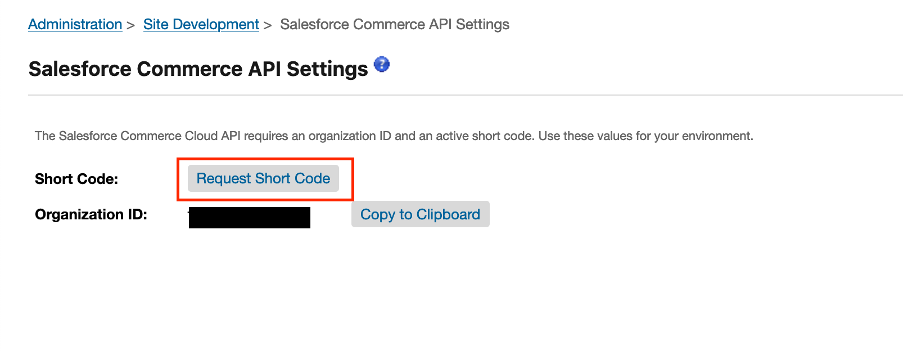 Administration > Site Development > Salesforce Commerce API Settings
Salesforce Commerce API Settings ?
The Salesforce Commerce Cloud API requires an organization ID and an active short code. Use these values for your environment.
Short Code: Request Short Code
Organization ID: Copy to Clipboard